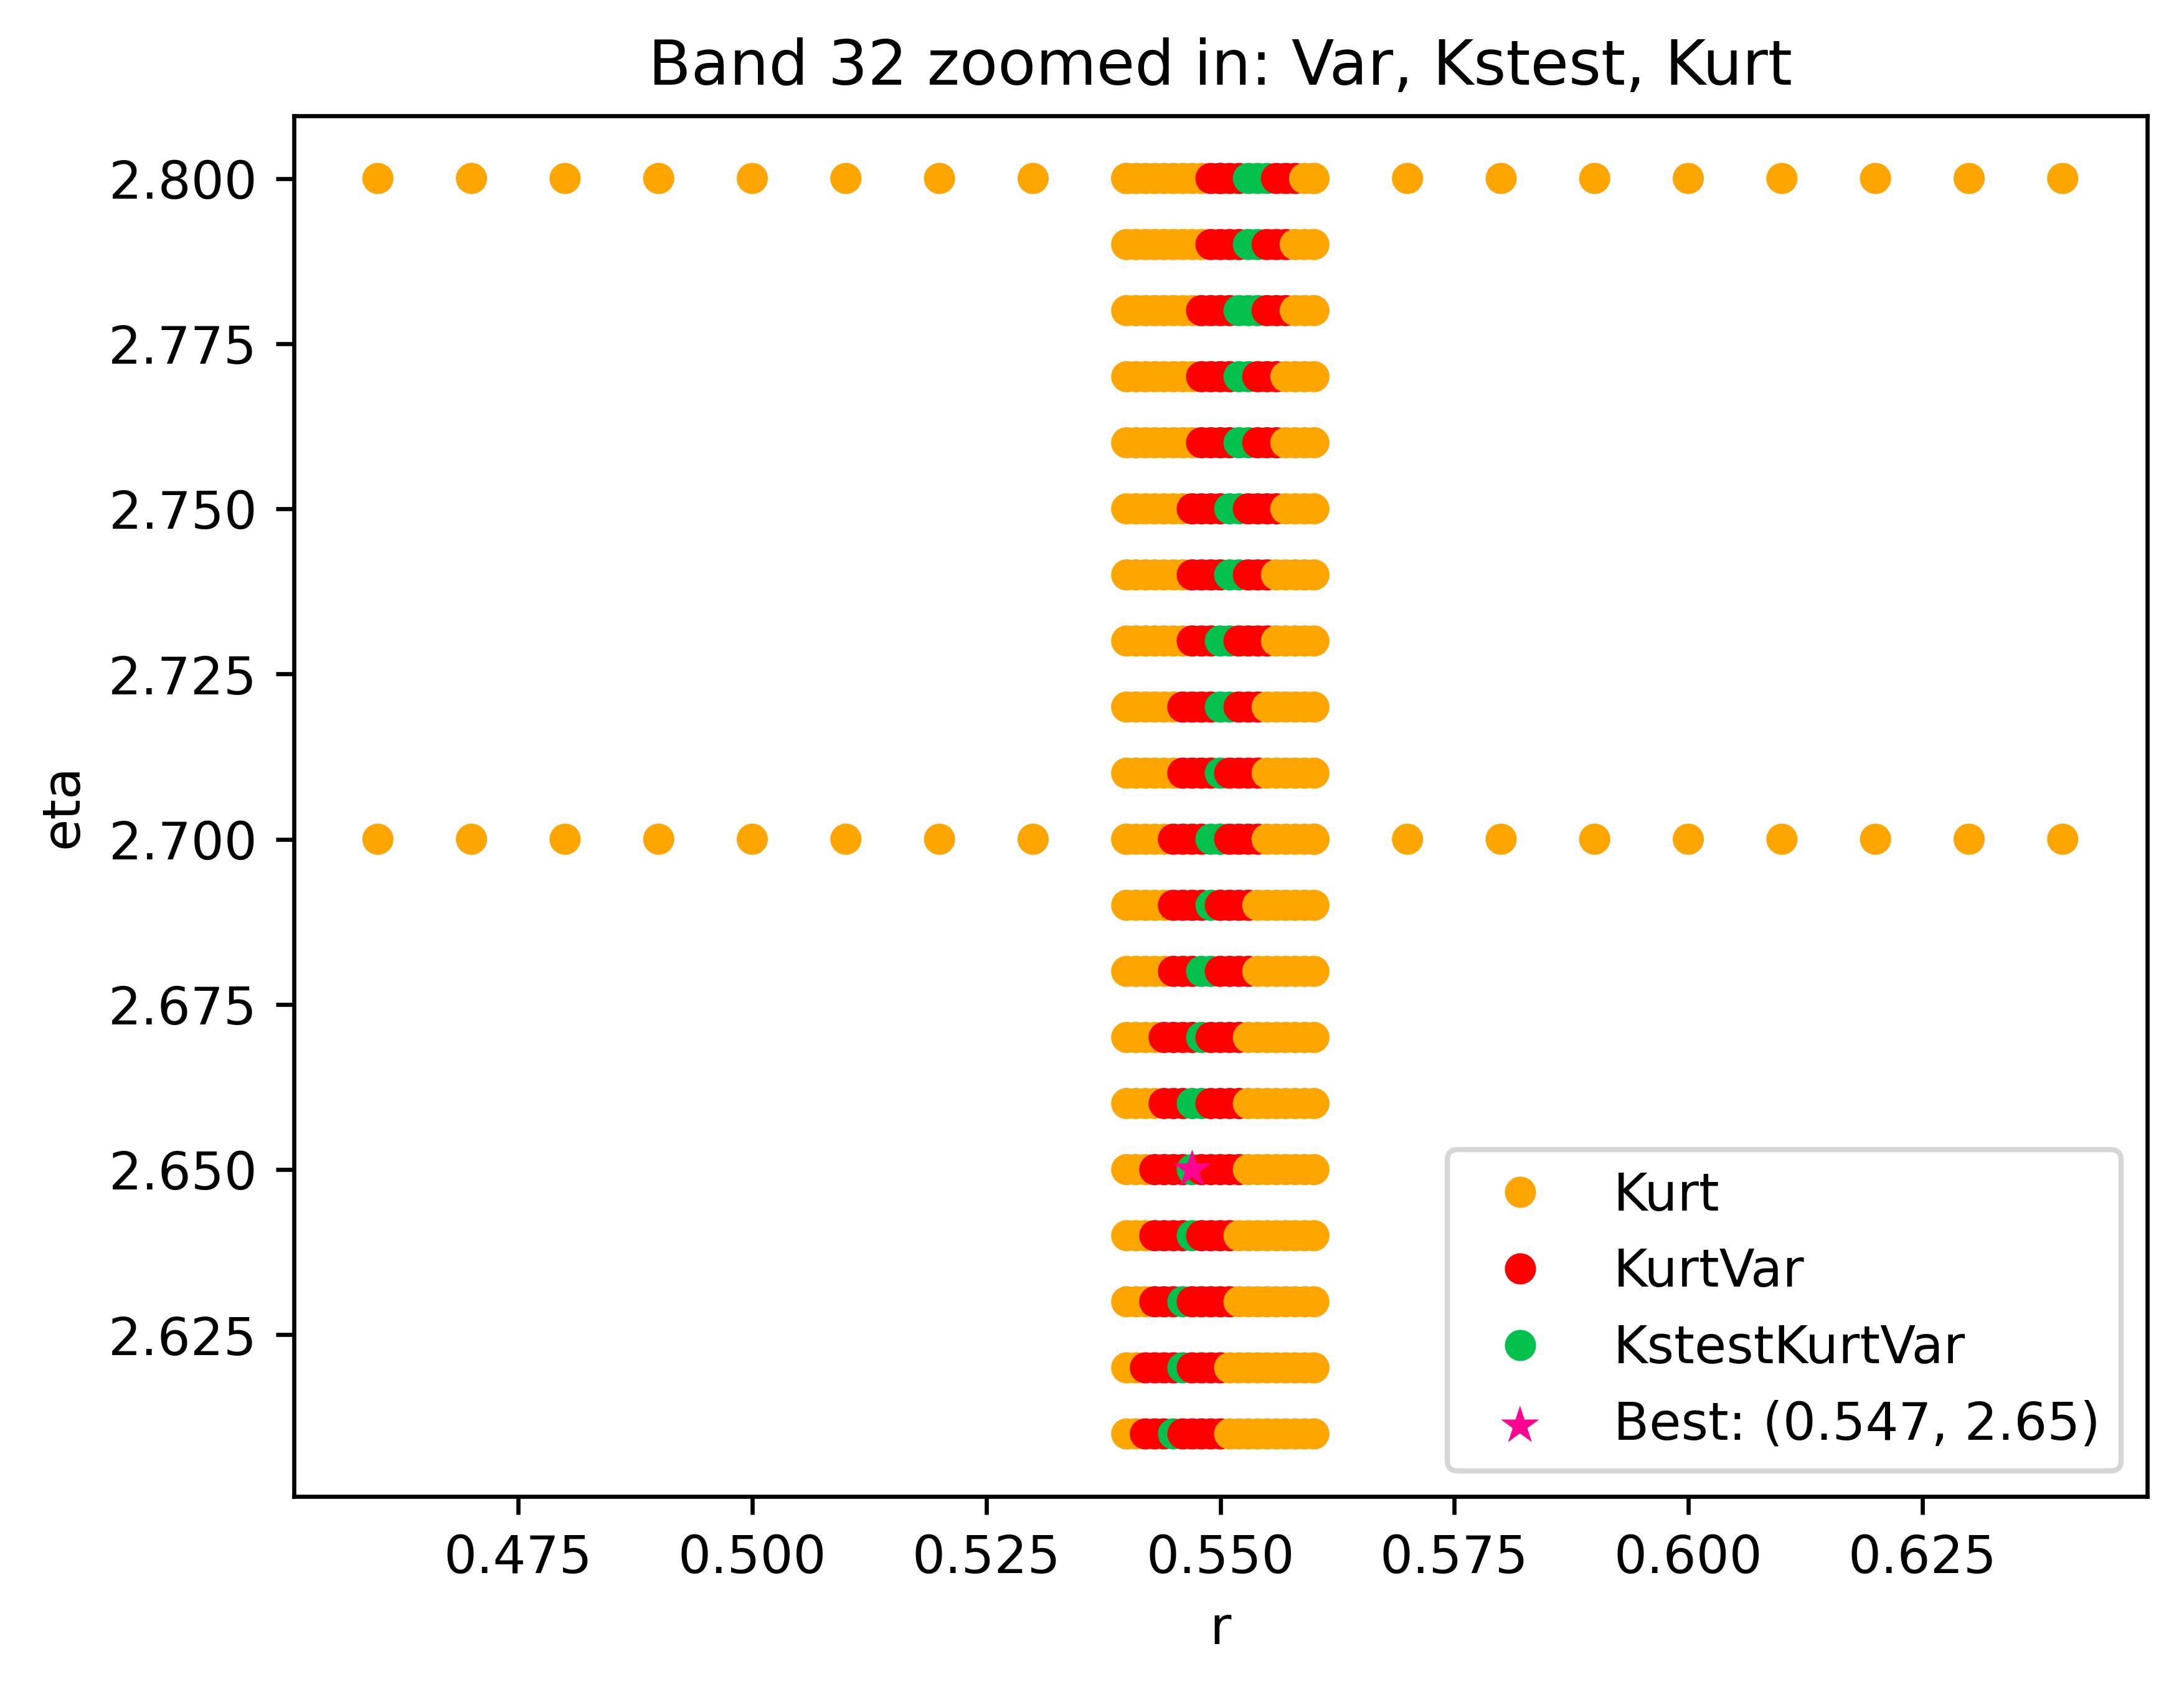 Band 32 zoomed in: Var, Kstest, Kurt
2.800
2.775
2.750
2.725
2.700
2.675
2.650
2.625
eta
Kurt
KurtVar
KstestKurtVar
Best: (0.547, 2.65)
0.475 0.500 0.525 0.550 0.575 0.600 0.625
r